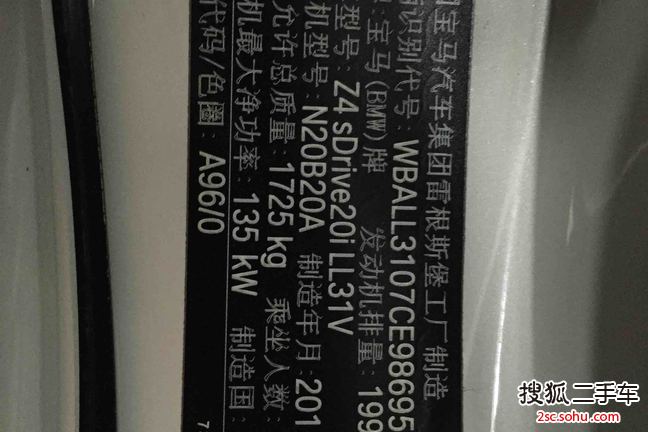 宝马汽车集团雷根斯堡工厂 制造
识别代号: WBALL3107CE98695
宝马(BMW)牌 发动机排量: 199
型号: Z4 sDrive20i LL31V
机型号: N20B20A 制造年月: 201
允许总质量: 1725 kg 乘坐人数:
机最大净功率: 135 kW 制造国:
代码/色圈: A96/0
7
搜狐二手车
2sc.sohu.com